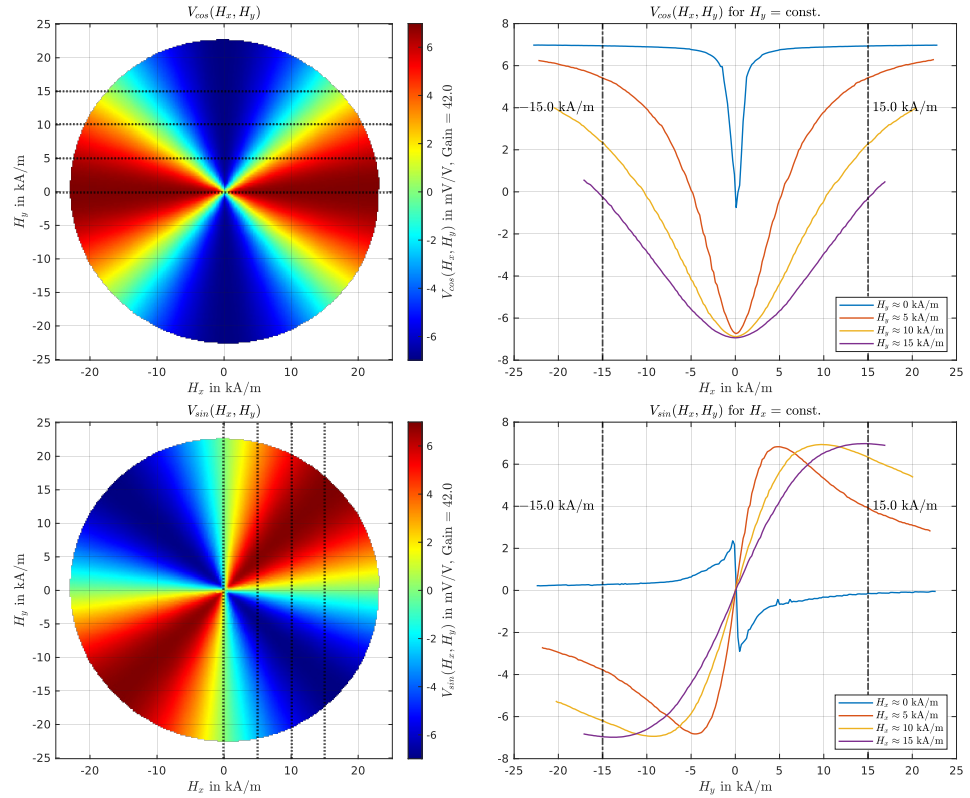 V_cos(H_x, H_y)
25
20
15
10
5
0
-5
-10
-15
-20
-25
-20 -10 0 10 20
H_x in kA/m
H_y in kA/m
6
4
2
0
-2
-4
-6
V_cos(H_x, H_y) in mV/V, Gain = 42.0
V_cos(H_x, H_y) for H_y = const.
8
6
4
2
0
-2
-4
-6
-8
-15.0 kA/m
15.0 kA/m
H_y ≈ 0 kA/m
H_y ≈ 5 kA/m
H_y ≈ 10 kA/m
H_y ≈ 15 kA/m
-25 -20 -15 -10 -5 0 5 10 15 20 25
H_x in kA/m
V_sin(H_x, H_y)
25
20
15
10
5
0
-5
-10
-15
-20
-25
-20 -10 0 10 20
H_x in kA/m
H_y in kA/m
6
4
2
0
-2
-4
-6
V_sin(H_x, H_y) in mV/V, Gain = 42.0
V_sin(H_x, H_y) for H_x = const.
8
6
4
2
0
-2
-4
-6
-8
-15.0 kA/m
15.0 kA/m
H_x ≈ 0 kA/m
H_x ≈ 5 kA/m
H_x ≈ 10 kA/m
H_x ≈ 15 kA/m
-25 -20 -15 -10 -5 0 5 10 15 20 25
H_y in kA/m